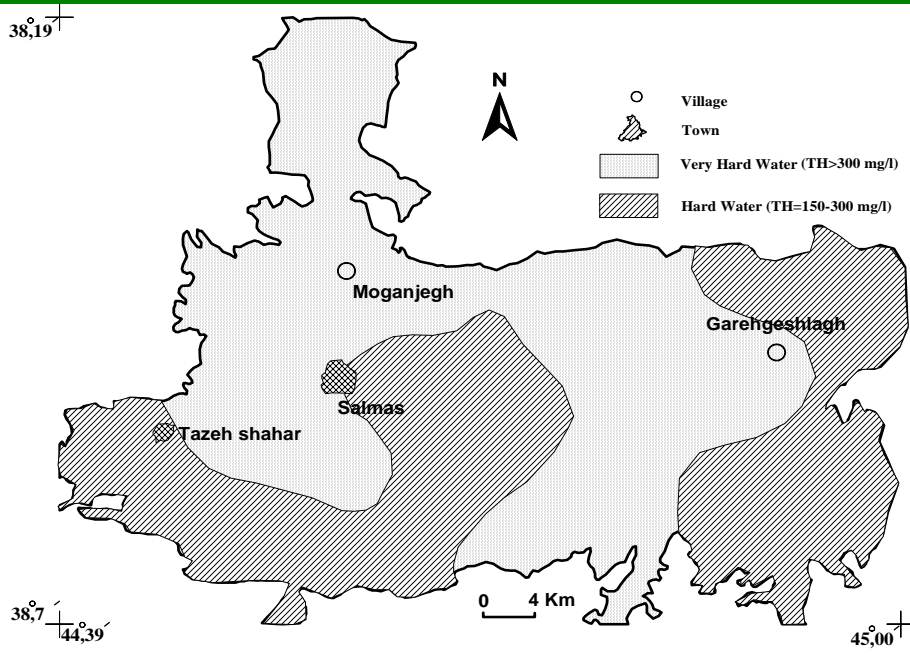 38,19
N
Village
Town
Very Hard Water (TH>300 mg/l)
Hard Water (TH=150-300 mg/l)
Moganjegh
Garehgeshlagh
Salmas
Tazeh shahar
0 4 Km
38,7
44,39
45,00